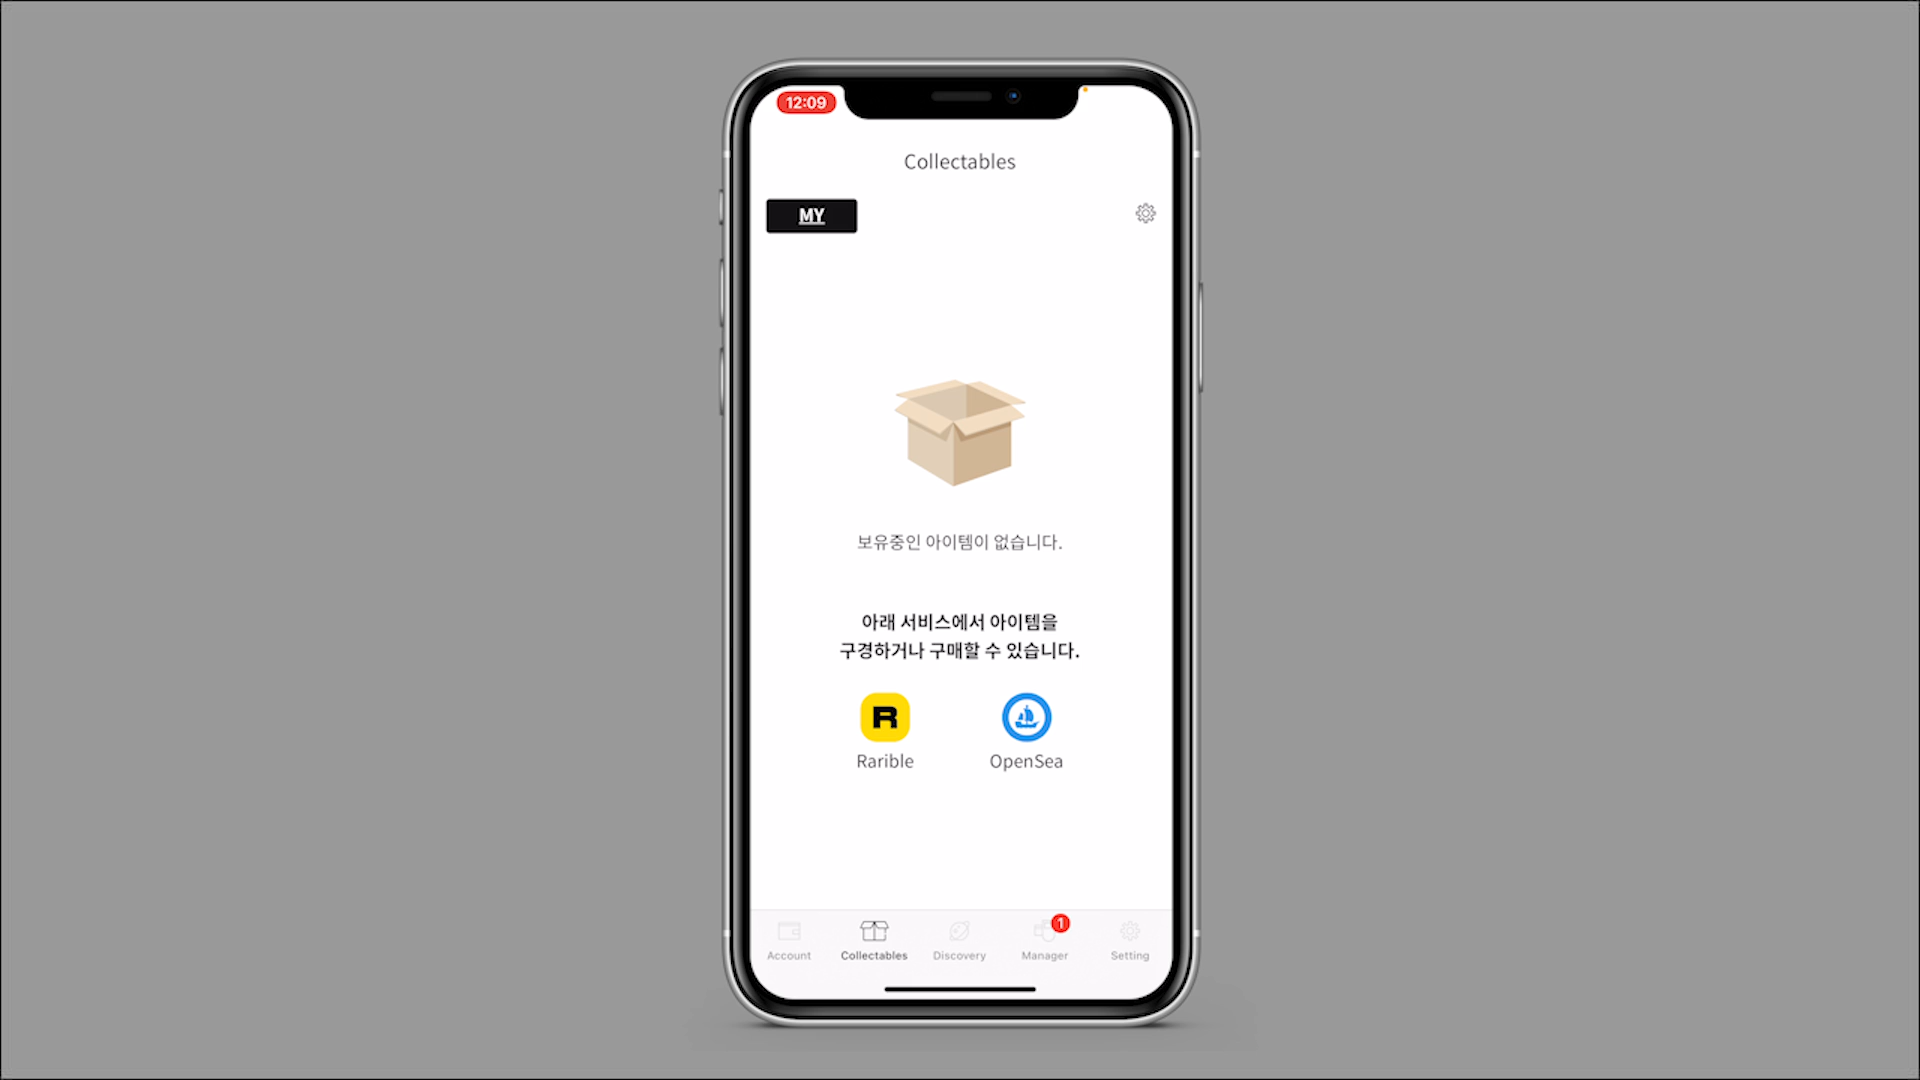 12:09
Collectables
MY
보유중인 아이템이 없습니다.
아래 서비스에서 아이템을
구경하거나 구매할 수 있습니다.
R
Rarible
OpenSea
1
Account
Collectables
Discovery
Manager
Setting